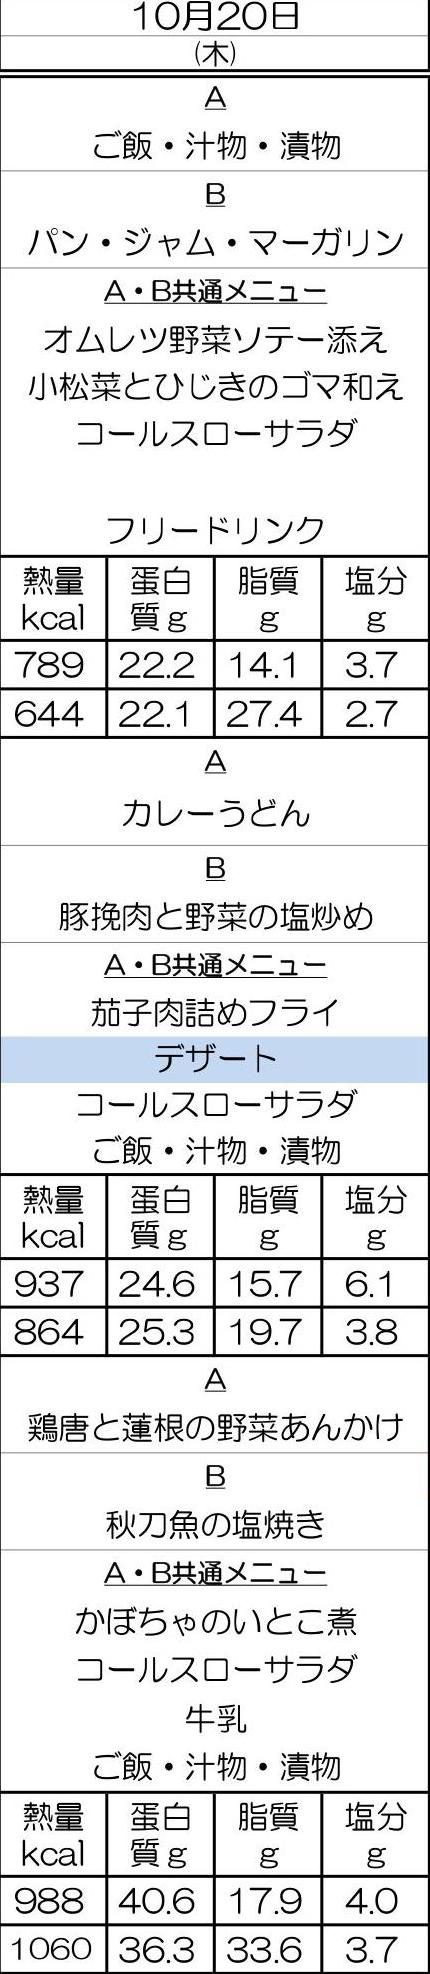 10月20日
(木)
A
ご飯・汁物・漬物
B
パン・ジャム・マーガリン
A・B共通メニュー
オムレツ野菜ソテー添え
小松菜とひじきのゴマ和え
コールスローサラダ
フリードリンク
熱量 蛋白 脂質 塩分
kcal 質g g g
789 22.2 14.1 3.7
644 22.1 27.4 2.7
A
カレーうどん
B
豚挽肉と野菜の塩炒め
A・B共通メニュー
茄子肉詰めフライ
デザート
コールスローサラダ
ご飯・汁物・漬物
熱量 蛋白 脂質 塩分
kcal 質g g g
937 24.6 15.7 6.1
864 25.3 19.7 3.8
A
鶏唐と蓮根の野菜あんかけ
B
秋刀魚の塩焼き
A・B共通メニュー
かぼちゃのいとこ煮
コールスローサラダ
牛乳
ご飯・汁物・漬物
熱量 蛋白 脂質 塩分
kcal 質g g g
988 40.6 17.9 4.0
1060 36.3 33.6 3.7